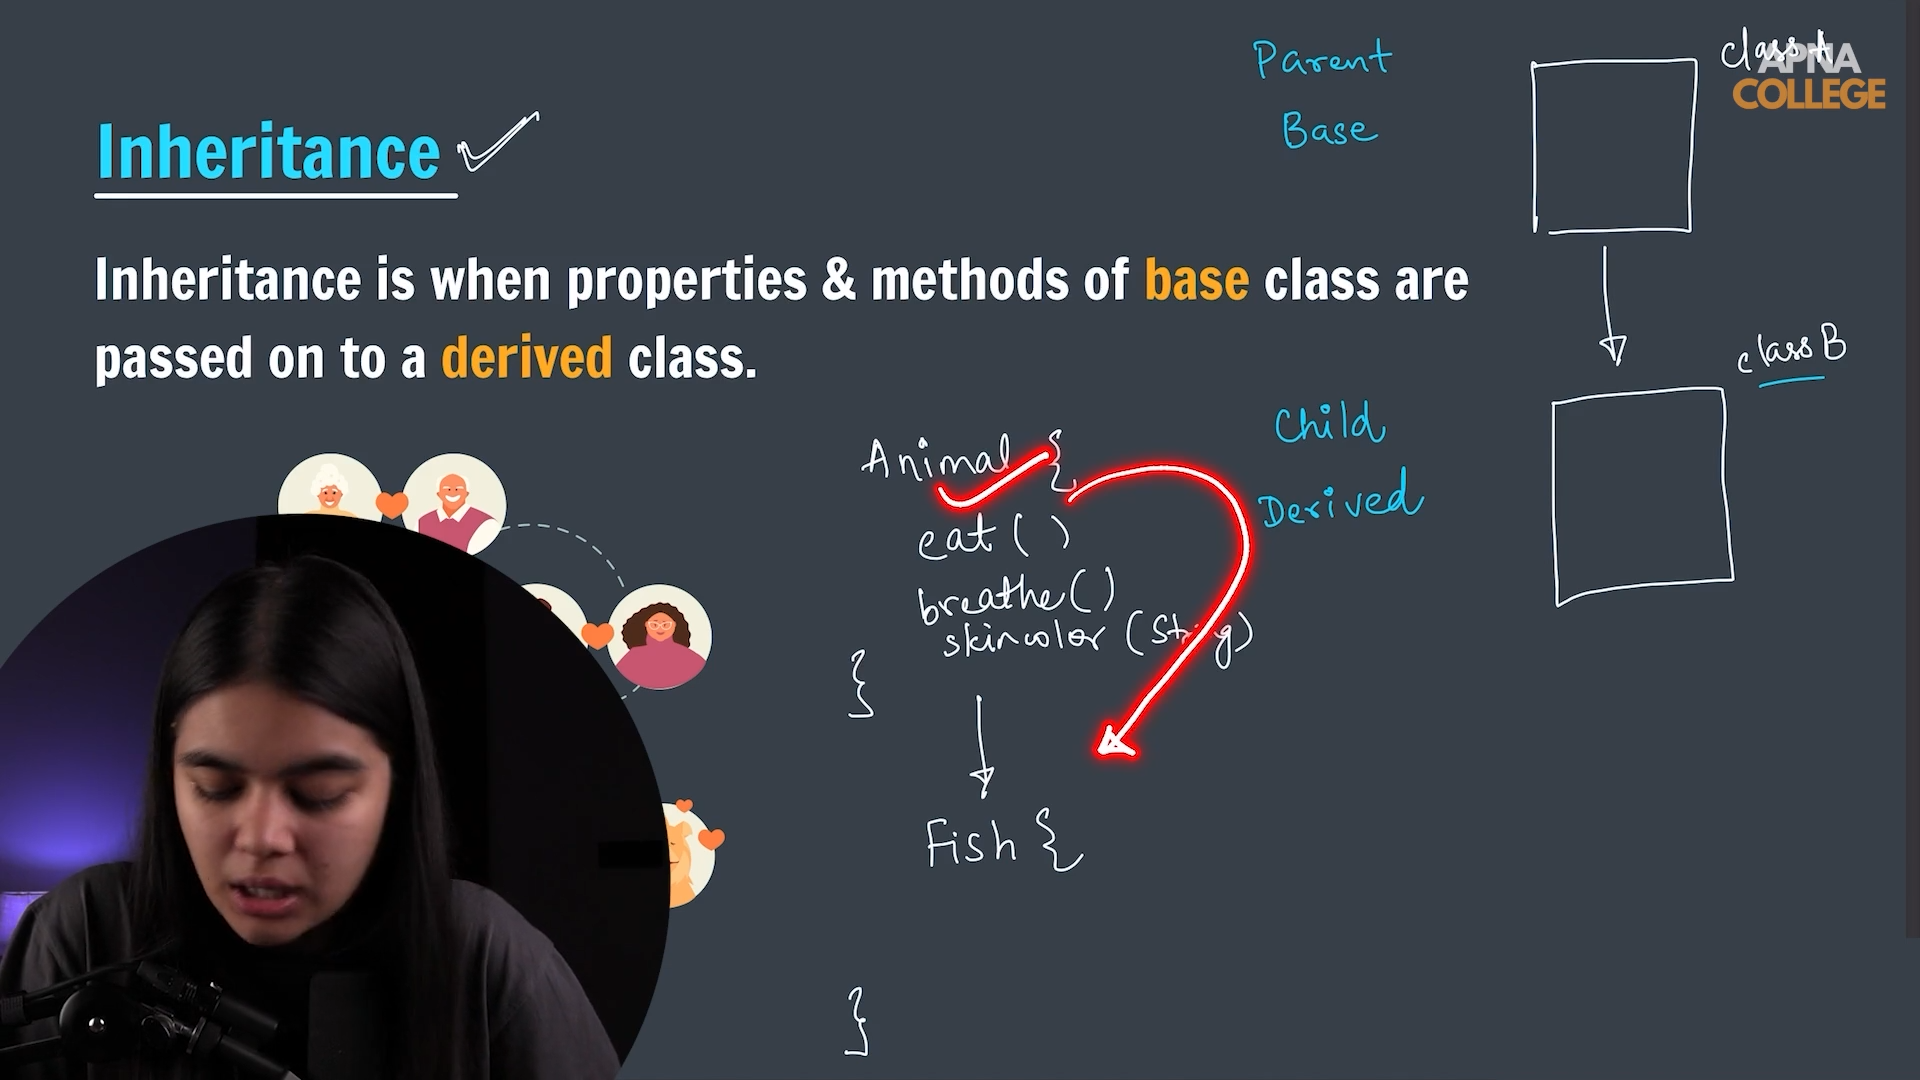 Parent
Base
class A
APNA
COLLEGE
Inheritance
Inheritance is when properties & methods of base class are
passed on to a derived class.
class B
Child
Derived
Animal {
eat ( )
breathe ( )
skincolor (String)
}
Fish {
}